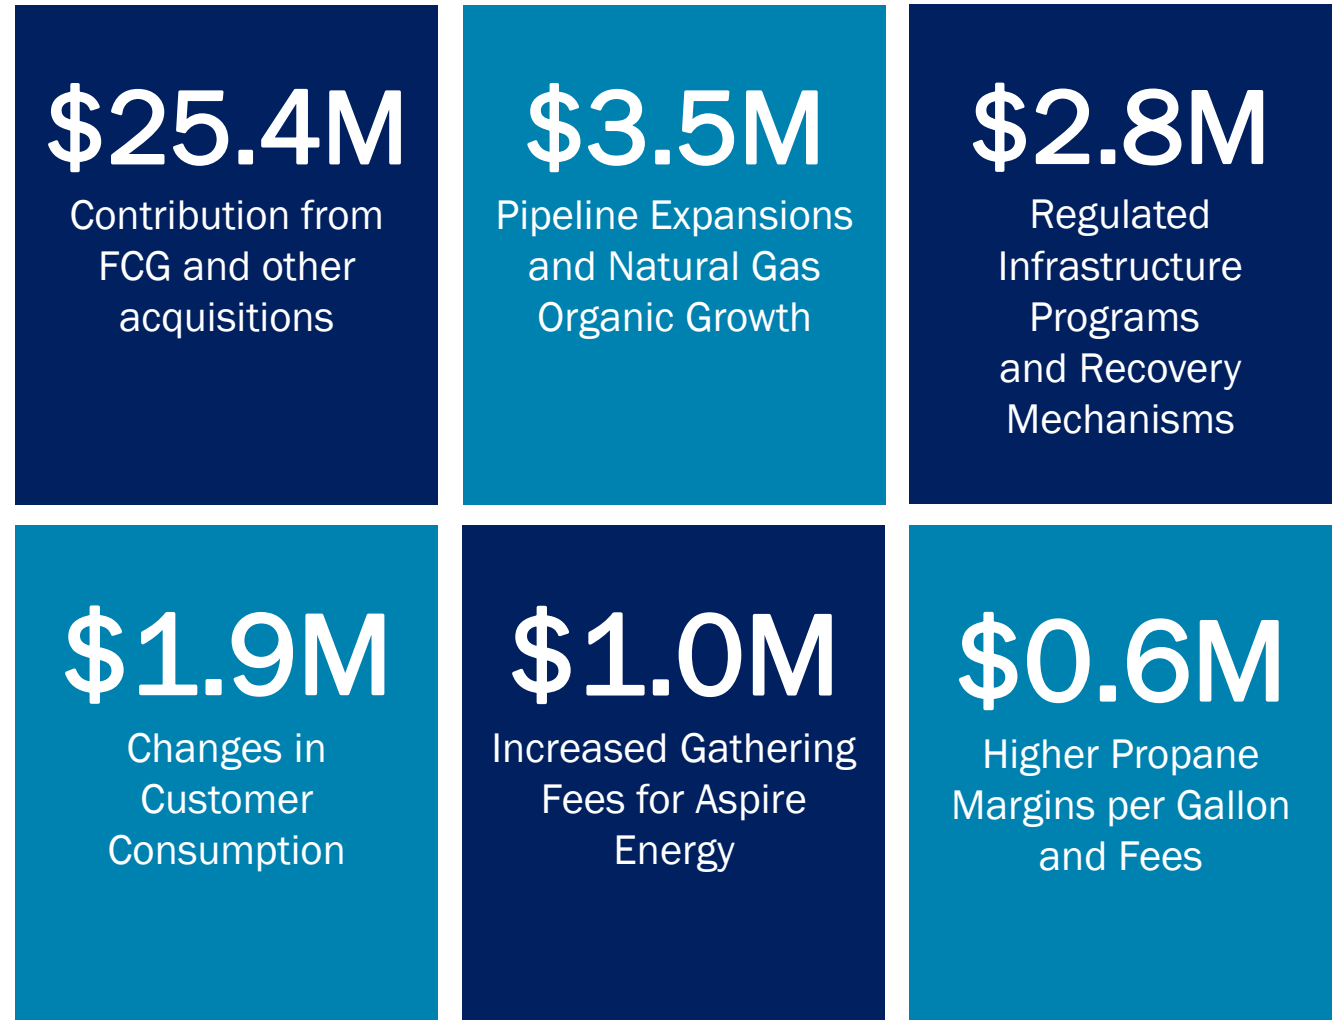 $25.4M
Contribution from
FCG and other
acquisitions
$3.5M
Pipeline Expansions
and Natural Gas
Organic Growth
$2.8M
Regulated
Infrastructure
Programs
and Recovery
Mechanisms
$1.9M
Changes in
Customer
Consumption
$1.0M
Increased Gathering
Fees for Aspire
Energy
$0.6M
Higher Propane
Margins per Gallon
and Fees